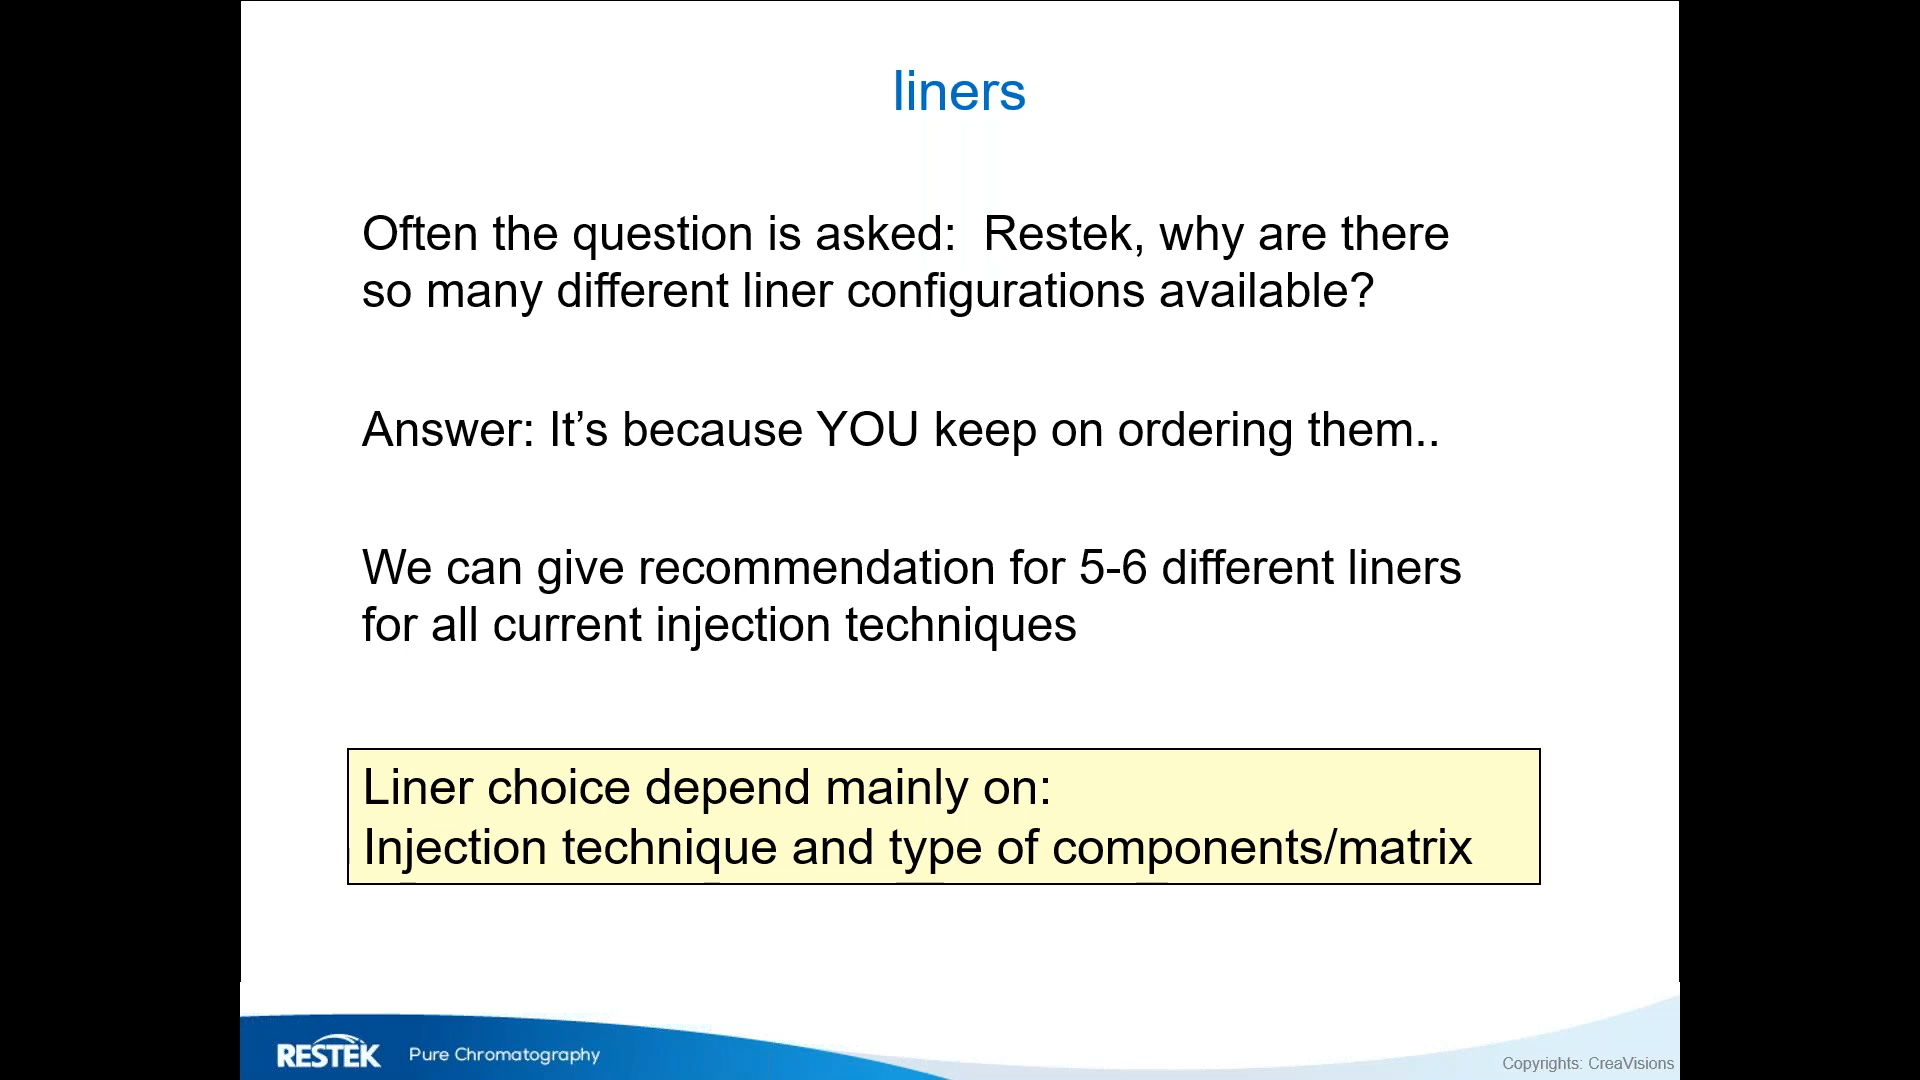 liners
Often the question is asked:  Restek, why are there
so many different liner configurations available?
Answer: It’s because YOU keep on ordering them..
We can give recommendation for 5-6 different liners
for all current injection techniques
Liner choice depend mainly on:
Injection technique and type of components/matrix
RESTEK Pure Chromatography
Copyrights: CreaVisions